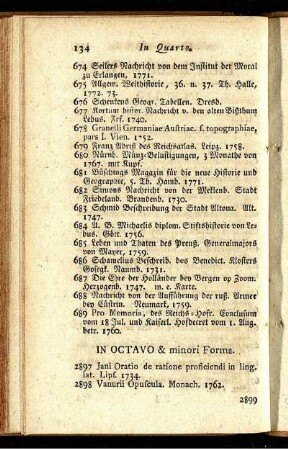 134 In Quarto.
674 Seilers Nachricht von dem Institut der Moral
zu Erlangen, 1771.
675 Allgem. Welthistorie, 36. u. 37. Th. Halle,
1772. 73.
676 Schenkens Geogr. Tabellen. Dresd.
677 Kortum histor. Nachricht v. dem alten Bißthum
Lebus. Frf. 1740.
678 Granelli Germaniae Austriac. s. topographiae,
pars I. Vien. 1752.
679 Franz Abriß des Reichsatlas. Leipz. 1758.
680 Nürnb. Münz-Belustigungen, 3 Monathe von
1767. mit Kupf.
681 Büschings Magazin für die neue Historie und
Geographie, 5. Th. Hamb. 1771.
682 Simons Nachricht von der Meklenb. Stadt
Friedeland. Brandenb. 1730.
683 Schmid Beschreibung der Stadt Altona. Alt.
1747.
684 A. B. Michaelis diplom. Stiftshistorie von Le-
bus. Gbrt. 1756.
685 Leben und Thaten des Preuß. Generalmajors
von Mayer, 1759.
686 Schamelius Beschreib. des Benedict. Klosters
Goseck. Naumb. 1731.
687 Die Ehre der Holländer bey Bergen op Zoom.
Herzogenb. 1747. m. e. Karte.
688 Nachricht von der Aufführung der ruß. Armee
bey Cüstrin. Neumark, 1759.
689 Pro Memoria, des Reichs-Hofr. Conclusum
vom 18 Jul. und Kaiserl. Hofdecret vom 1. Aug.
betr. 1760.
IN OCTAVO & minori Forma.
2897 Jani Oratio de ratione proficiendi in ling.
lat. Lips. 1734.
2898 Vanurii Opuscula. Monach. 1762.
2899